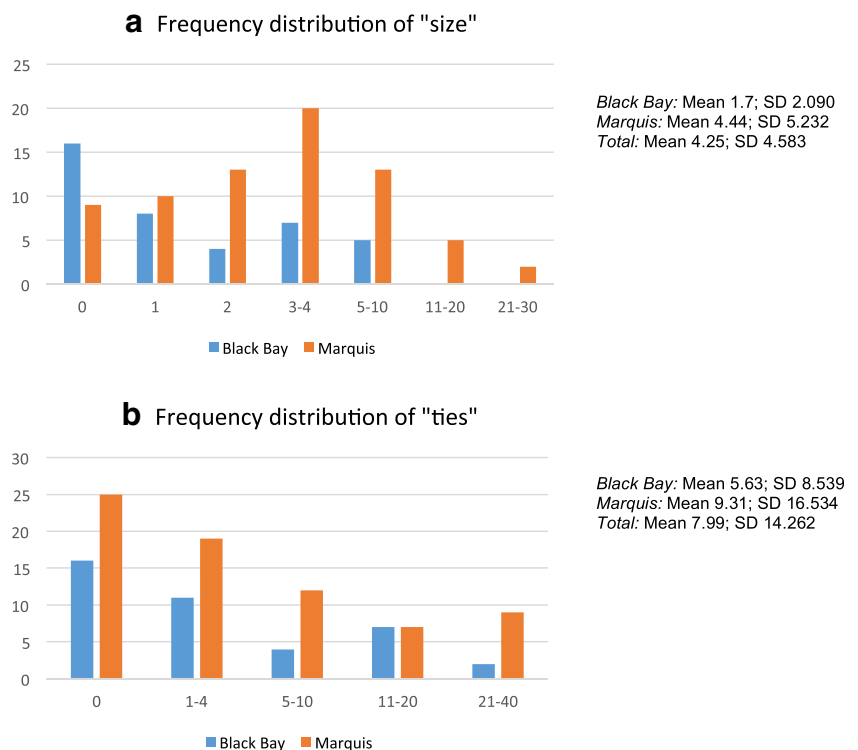 a Frequency distribution of "size"
25
20
15
10
5
0
0 1 2 3-4 5-10 11-20 21-30
Black Bay Marquis
Black Bay: Mean 1.7; SD 2.090
Marquis: Mean 4.44; SD 5.232
Total: Mean 4.25; SD 4.583
b Frequency distribution of "ties"
30
25
20
15
10
5
0
0 1-4 5-10 11-20 21-40
Black Bay Marquis
Black Bay: Mean 5.63; SD 8.539
Marquis: Mean 9.31; SD 16.534
Total: Mean 7.99; SD 14.262